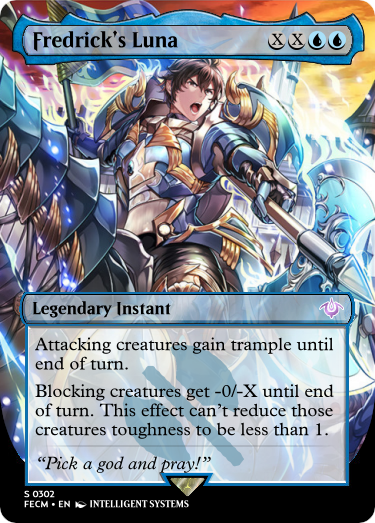 Fredrick's Luna XXUU
Legendary Instant
Attacking creatures gain trample until
end of turn.
Blocking creatures get -0/-X until end
of turn. This effect can't reduce those
creatures toughness to be less than 1.
“Pick a god and pray!”
S 0302
FECM • EN INTELLIGENT SYSTEMS